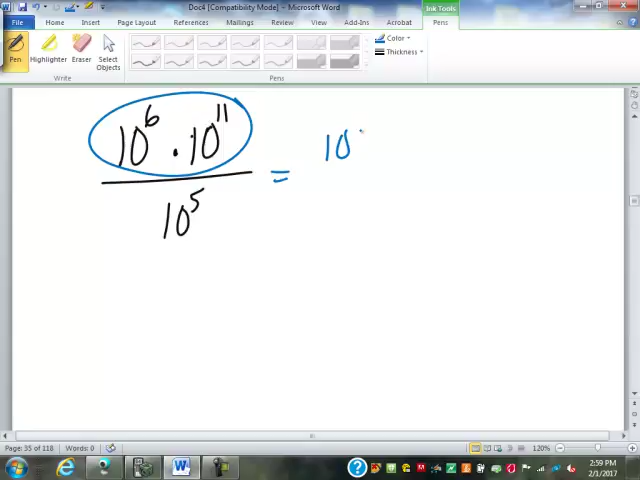 Doc4 [Compatibility Mode] - Microsoft Word
Ink Tools
File Home Insert Page Layout References Mailings Review View Add-Ins Acrobat Pens
Pen Highlighter Eraser Select Objects
Color
Thickness
Write Pens
10⁶ · 10¹¹
= 10
10⁵
Page: 35 of 118 Words: 0 120%
2:59 PM
2/1/2017